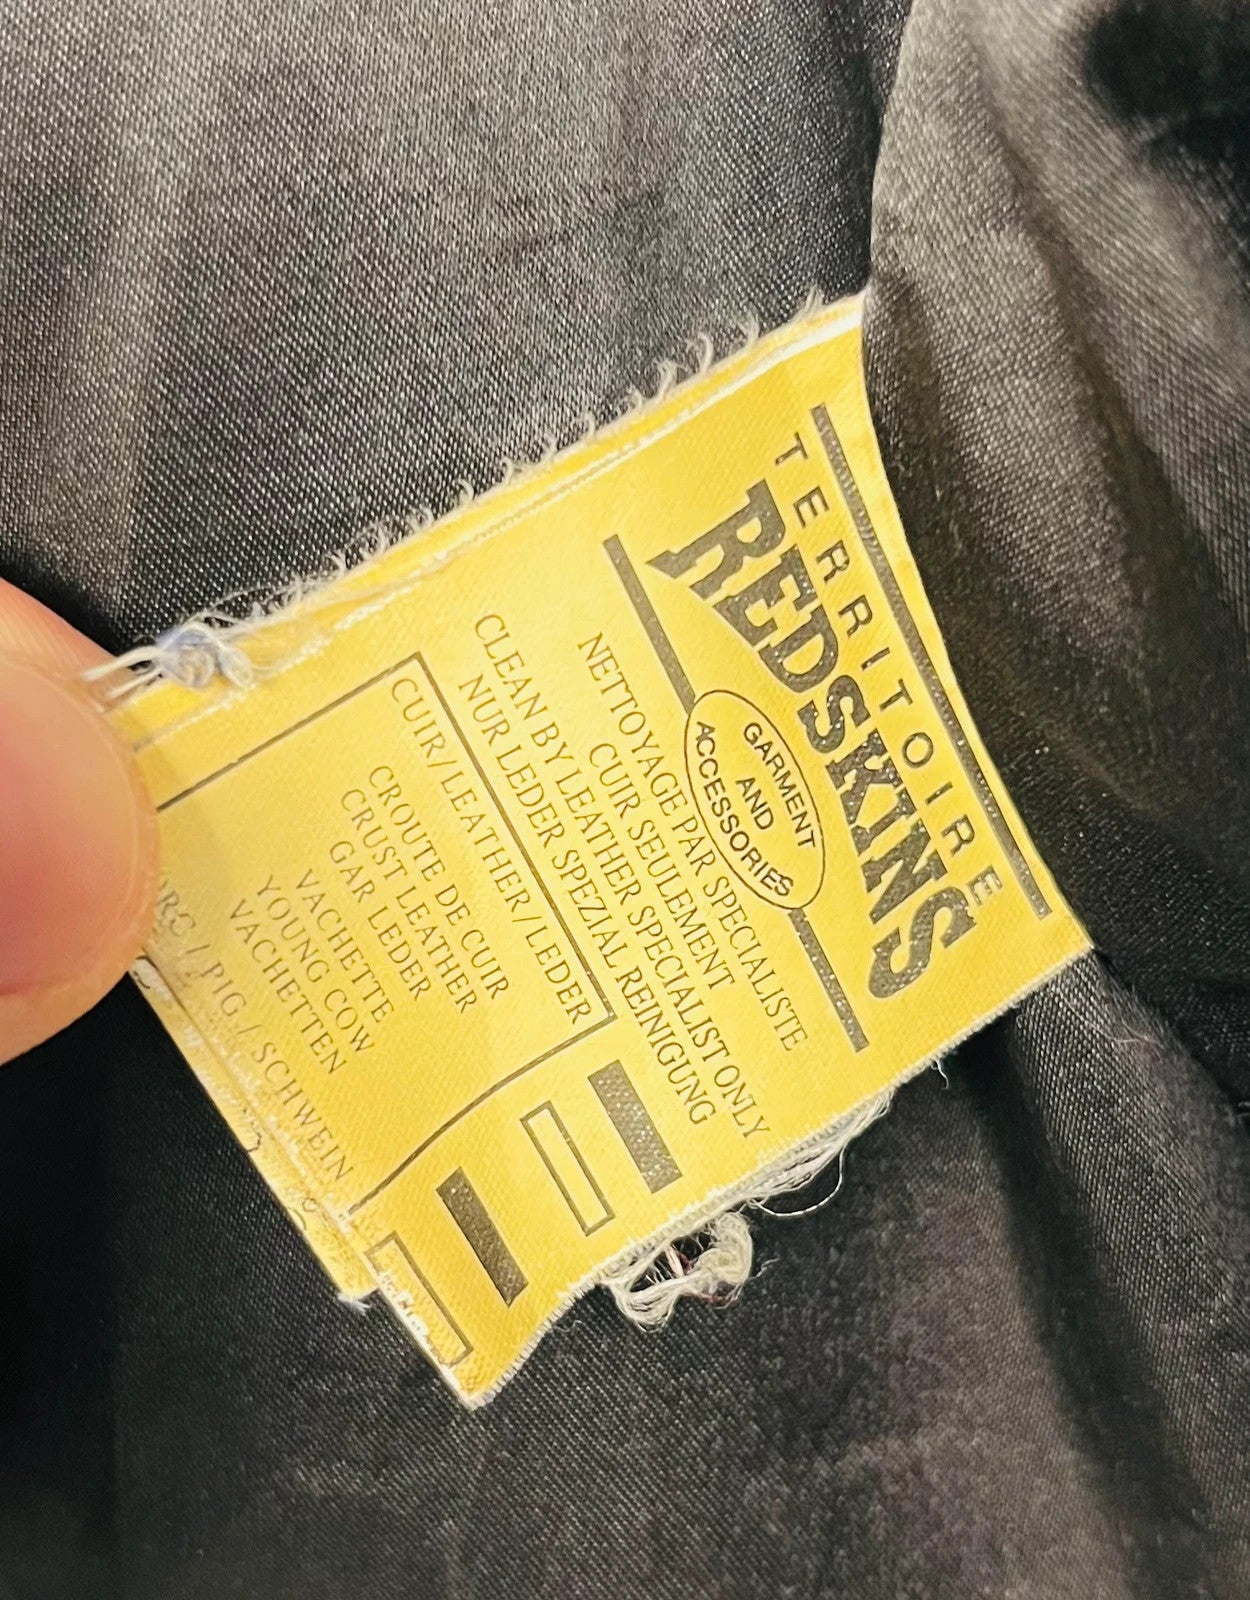 TERRITOIRE
REDSKINS
GARMENT
AND
ACCESSORIES
NETTOYAGE PAR SPECIALISTE
CUIR SEULEMENT
CLEAN BY LEATHER SPECIALIST ONLY
NUR LEDER SPEZIAL REINIGUNG
CUIR/LEATHER/LEDER
CROUTE DE CUIR
CRUST LEATHER
GAR LEDER
VACHETTE
YOUNG COW
VACHETTEN
/ PIG / SCHWEIN